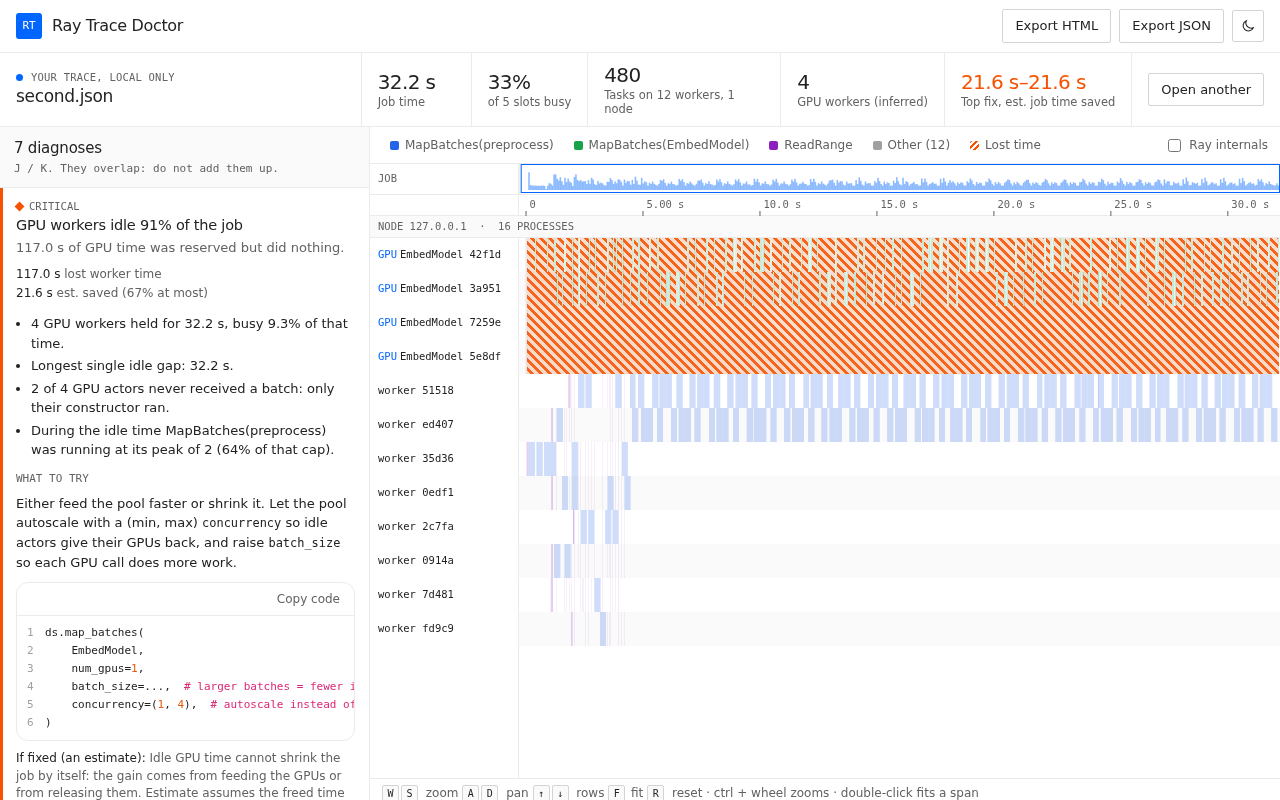 RT
Ray Trace Doctor
Export HTML
Export JSON
YOUR TRACE, LOCAL ONLY
second.json
32.2 s
Job time
33%
of 5 slots busy
480
Tasks on 12 workers, 1
node
4
GPU workers (inferred)
21.6 s–21.6 s
Top fix, est. job time saved
Open another
7 diagnoses
J / K. They overlap: do not add them up.
CRITICAL
GPU workers idle 91% of the job
117.0 s of GPU time was reserved but did nothing.
117.0 s lost worker time
21.6 s est. saved (67% at most)
• 4 GPU workers held for 32.2 s, busy 9.3% of that
time.
• Longest single idle gap: 32.2 s.
• 2 of 4 GPU actors never received a batch: only
their constructor ran.
• During the idle time MapBatches(preprocess)
was running at its peak of 2 (64% of that cap).
WHAT TO TRY
Either feed the pool faster or shrink it. Let the pool
autoscale with a (min, max) concurrency so idle
actors give their GPUs back, and raise batch_size
so each GPU call does more work.
Copy code
1 ds.map_batches(
2     EmbedModel,
3     num_gpus=1,
4     batch_size=...,  # larger batches = fewer i
5     concurrency=(1, 4),  # autoscale instead of
6 )
If fixed (an estimate): Idle GPU time cannot shrink the
job by itself: the gain comes from feeding the GPUs or
from releasing them. Estimate assumes the freed time
MapBatches(preprocess)
MapBatches(EmbedModel)
ReadRange
Other (12)
Lost time
Ray internals
JOB
0
5.00 s
10.0 s
15.0 s
20.0 s
25.0 s
30.0 s
NODE 127.0.0.1 · 16 PROCESSES
GPU EmbedModel 42f1d
GPU EmbedModel 3a951
GPU EmbedModel 7259e
GPU EmbedModel 5e8df
worker 51518
worker ed407
worker 35d36
worker 0edf1
worker 2c7fa
worker 0914a
worker 7d481
worker fd9c9
W S zoom A D pan ↑ ↓ rows F fit R reset · ctrl + wheel zooms · double-click fits a span